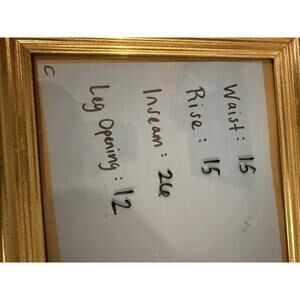 Waist: 15
Rise: 15
Inseam: 26
Leg Opening: 12
C